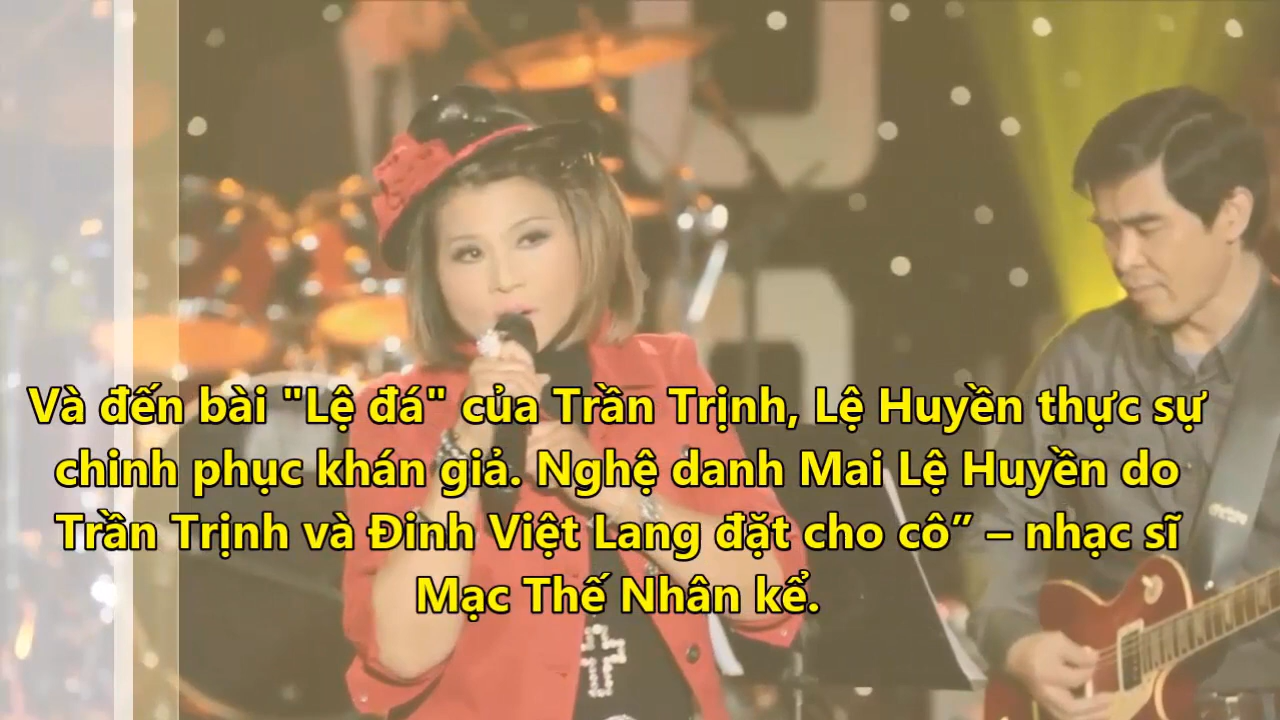 Và đến bài "Lệ đá" của Trần Trịnh, Lệ Huyền thực sự
chinh phục khán giả. Nghệ danh Mai Lệ Huyền do
Trần Trịnh và Đinh Việt Lang đặt cho cô” – nhạc sĩ
Mạc Thế Nhân kể.